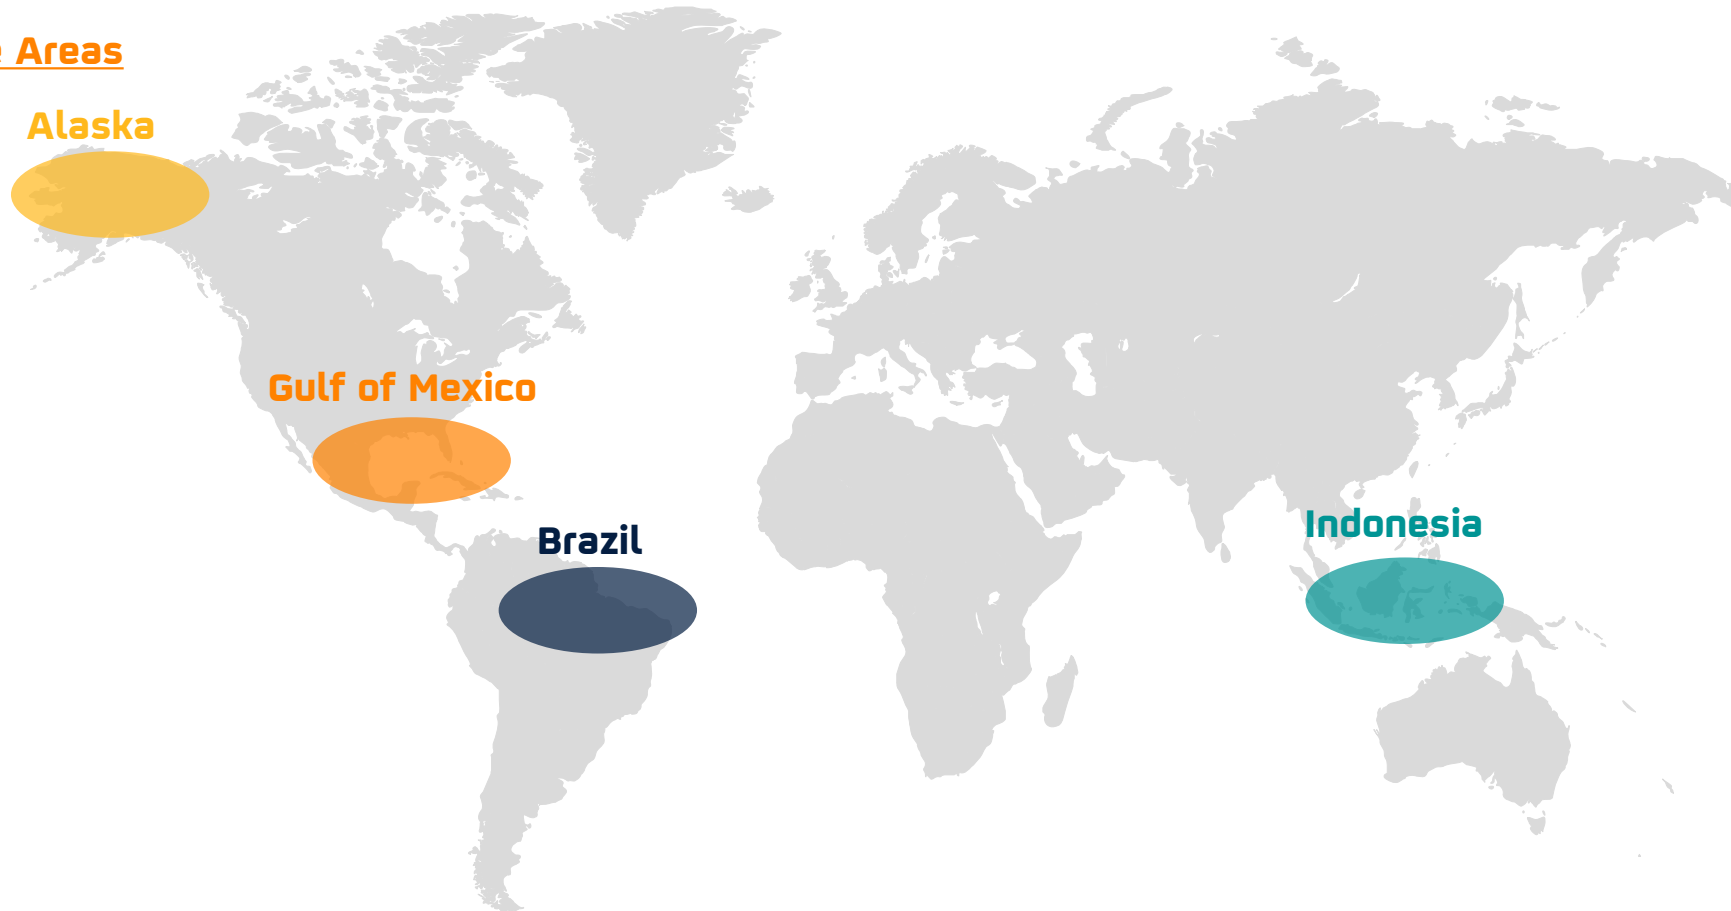 Areas
Alaska
Gulf of Mexico
Brazil
Indonesia